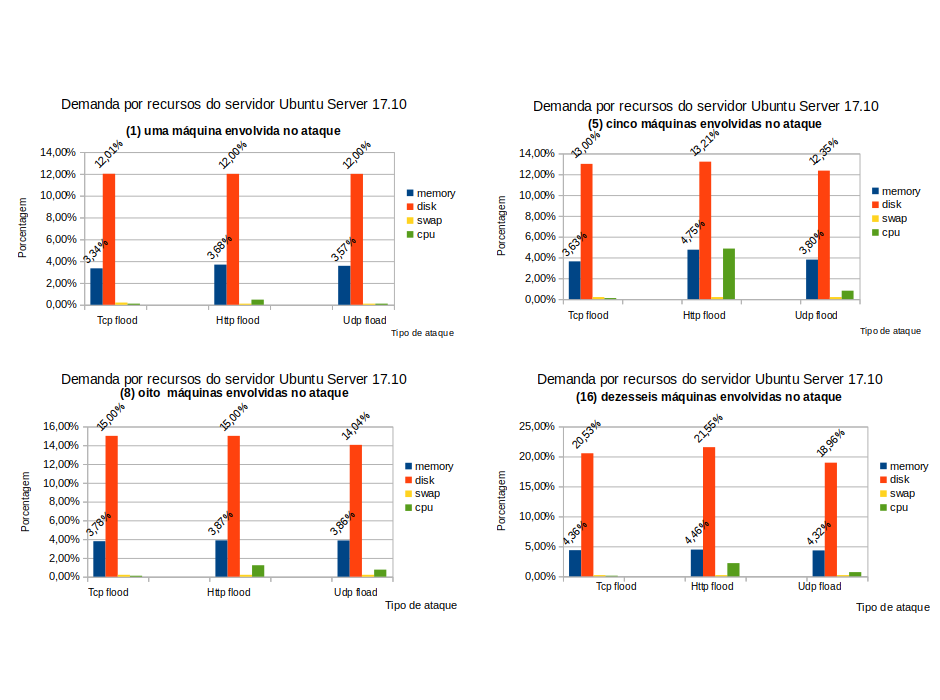 Demanda por recursos do servidor Ubuntu Server 17.10
(1) uma máquina envolvida no ataque
14,00%
12,00%
10,00%
8,00%
6,00%
4,00%
2,00%
0,00%
Porcentagem
12,01%
12,00%
12,00%
3,34%
3,68%
3,57%
memory
disk
swap
cpu
Tcp flood
Http flood
Udp fload
Tipo de ataque
Demanda por recursos do servidor Ubuntu Server 17.10
(5) cinco máquinas envolvidas no ataque
14,00%
12,00%
10,00%
8,00%
6,00%
4,00%
2,00%
0,00%
Porcentagem
13,00%
13,21%
12,35%
3,63%
4,75%
3,80%
memory
disk
swap
cpu
Tcp flood
Http flood
Udp flood
Tipo de ataque
Demanda por recursos do servidor Ubuntu Server 17.10
(8) oito máquinas envolvidas no ataque
16,00%
14,00%
12,00%
10,00%
8,00%
6,00%
4,00%
2,00%
0,00%
Porcentagem
15,00%
15,00%
14,04%
3,78%
3,87%
3,86%
memory
disk
swap
cpu
Tcp flood
Http flood
Udp fload
Tipo de ataque
Demanda por recursos do servidor Ubuntu Server 17.10
(16) dezesseis máquinas envolvidas no ataque
25,00%
20,00%
15,00%
10,00%
5,00%
0,00%
Porcentagem
20,53%
21,55%
18,96%
4,36%
4,46%
4,32%
memory
disk
swap
cpu
Tcp flood
Http flood
Udp flood
Tipo de ataque